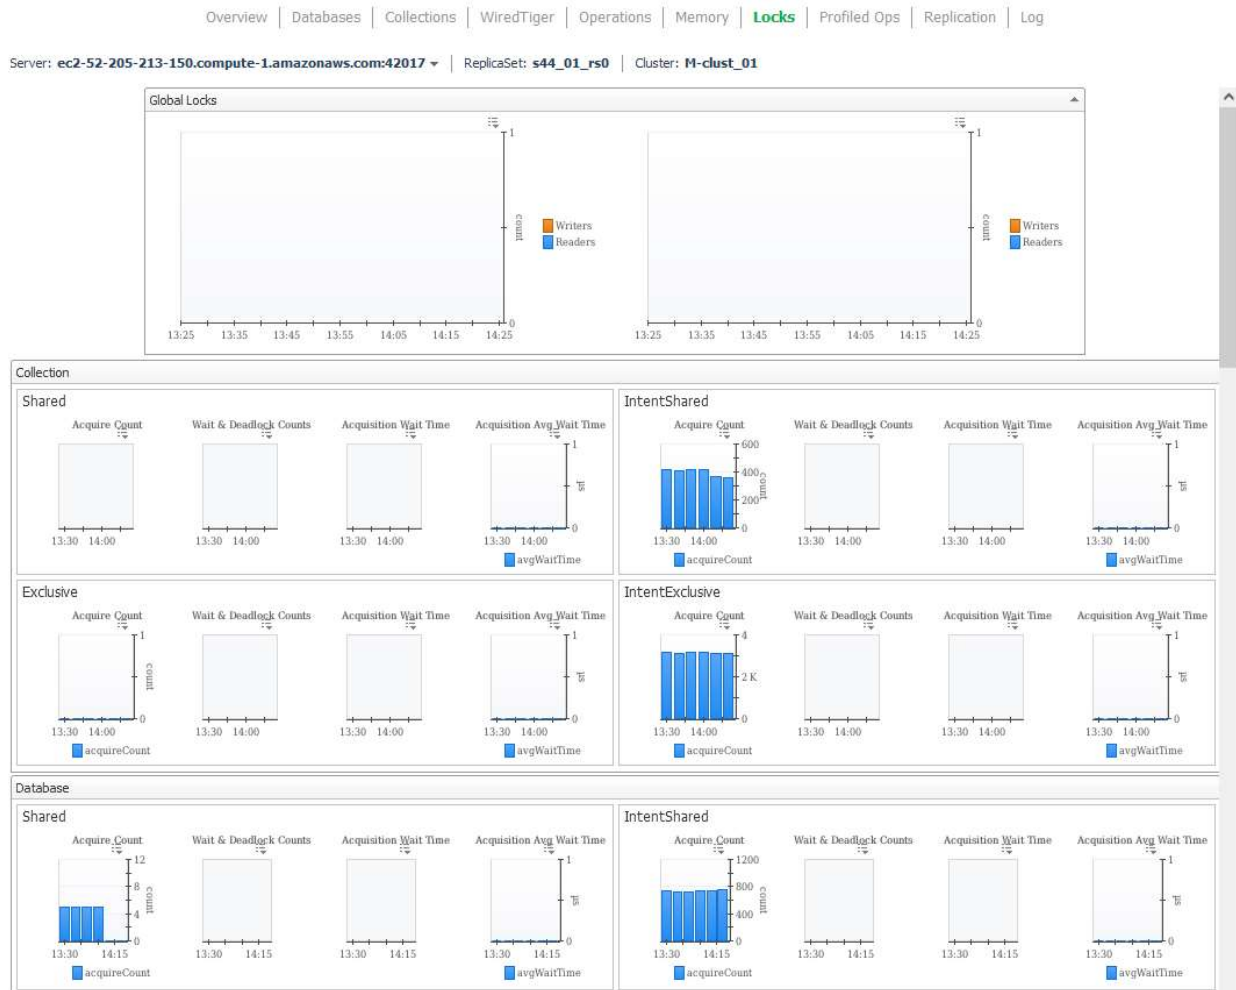 Overview | Databases | Collections | WiredTiger | Operations | Memory | Locks | Profiled Ops | Replication | Log
Server: ec2-52-205-213-150.compute-1.amazonaws.com:42017 | ReplicaSet: s44_01_rs0 | Cluster: M-clust_01
Global Locks
1 1
count Writers count Writers
Readers Readers
0 0
13:25 13:35 13:45 13:55 14:05 14:15 14:25 13:25 13:35 13:45 13:55 14:05 14:15 14:25
Collection
Shared IntentShared
Acquire Count Wait & Deadlock Counts Acquisition Wait Time Acquisition Avg Wait Time Acquire Count Wait & Deadlock Counts Acquisition Wait Time Acquisition Avg Wait Time
1 600 1
400
µs count µs
200
0 0 0
13:30 14:00 13:30 14:00 13:30 14:00 13:30 14:00 13:30 14:00 13:30 14:00 13:30 14:00 13:30 14:00
avgWaitTime acquireCount avgWaitTime
Exclusive IntentExclusive
Acquire Count Wait & Deadlock Counts Acquisition Wait Time Acquisition Avg Wait Time Acquire Count Wait & Deadlock Counts Acquisition Wait Time Acquisition Avg Wait Time
1 1 4 1
count µs 2 K µs
0 0 0 0
13:30 14:00 13:30 14:00 13:30 14:00 13:30 14:00 13:30 14:00 13:30 14:00 13:30 14:00 13:30 14:00
acquireCount avgWaitTime acquireCount avgWaitTime
Database
Shared IntentShared
Acquire Count Wait & Deadlock Counts Acquisition Wait Time Acquisition Avg Wait Time Acquire Count Wait & Deadlock Counts Acquisition Wait Time Acquisition Avg Wait Time
12 1 1200 1
8 800
count µs count µs
4 400
0 0 0 0
13:30 14:15 13:30 14:15 13:30 14:15 13:30 14:15 13:30 14:15 13:30 14:15 13:30 14:15 13:30 14:15
acquireCount avgWaitTime acquireCount avgWaitTime